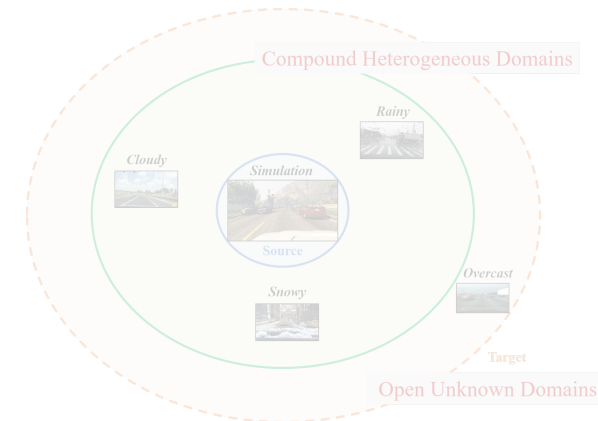 Compound Heterogeneous Domains
Rainy
Cloudy
Simulation
Source
Overcast
Snowy
Target
Open Unknown Domains